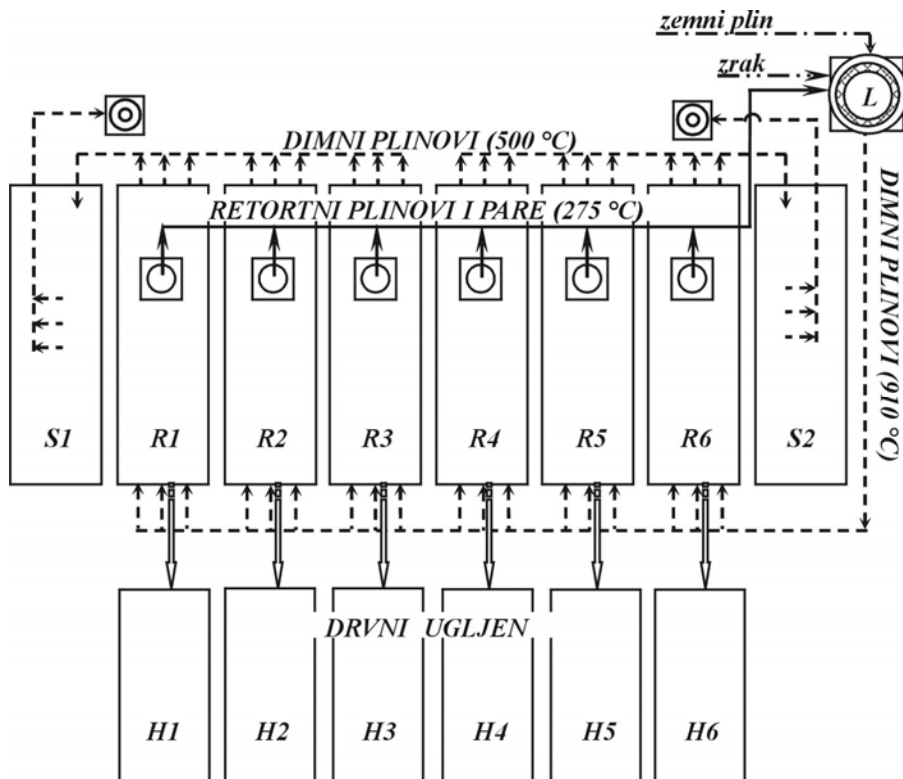 zemni plin
zrak
L
DIMNI PLINOVI (500 °C)
RETORTNI PLINOVI I PARE (275 °C)
DIMNI PLINOVI (910 °C)
S1 R1 R2 R3 R4 R5 R6 S2
DRVNI UGLJEN
H1 H2 H3 H4 H5 H6